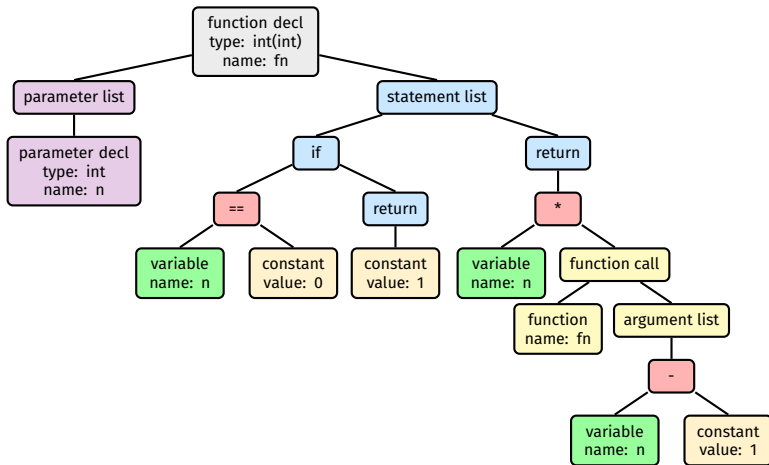 function decl
type: int(int)
name: fn
parameter list
statement list
parameter decl
type: int
name: n
if
return
==
return
*
variable
name: n
constant
value: 0
constant
value: 1
variable
name: n
function call
function
name: fn
argument list
-
variable
name: n
constant
value: 1